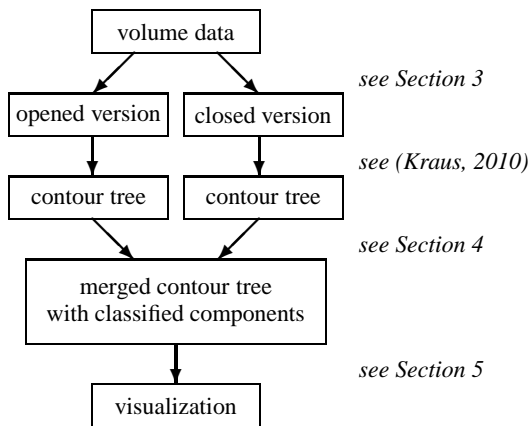 volume data
see Section 3
opened version
closed version
see (Kraus, 2010)
contour tree
contour tree
see Section 4
merged contour tree
with classified components
see Section 5
visualization